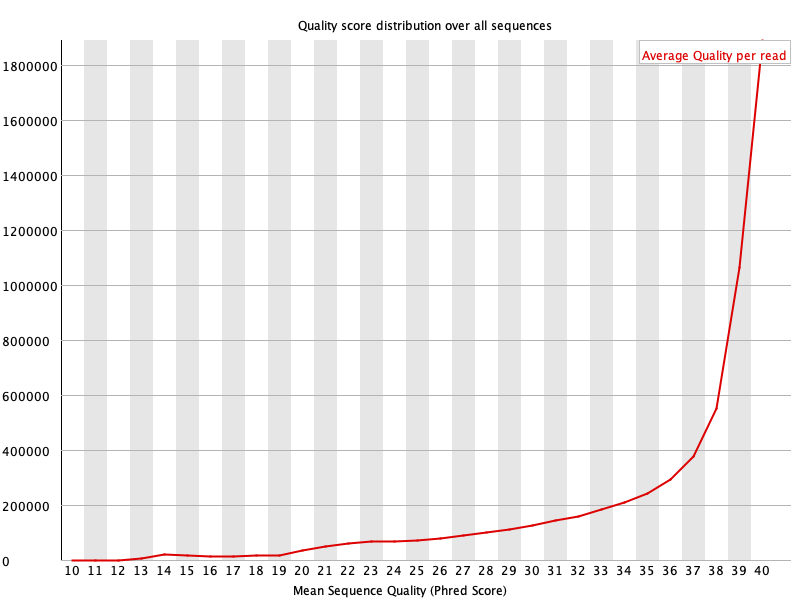 Quality score distribution over all sequences
Average Quality per read
1800000
1600000
1400000
1200000
1000000
800000
600000
400000
200000
0
10 11 12 13 14 15 16 17 18 19 20 21 22 23 24 25 26 27 28 29 30 31 32 33 34 35 36 37 38 39 40
Mean Sequence Quality (Phred Score)